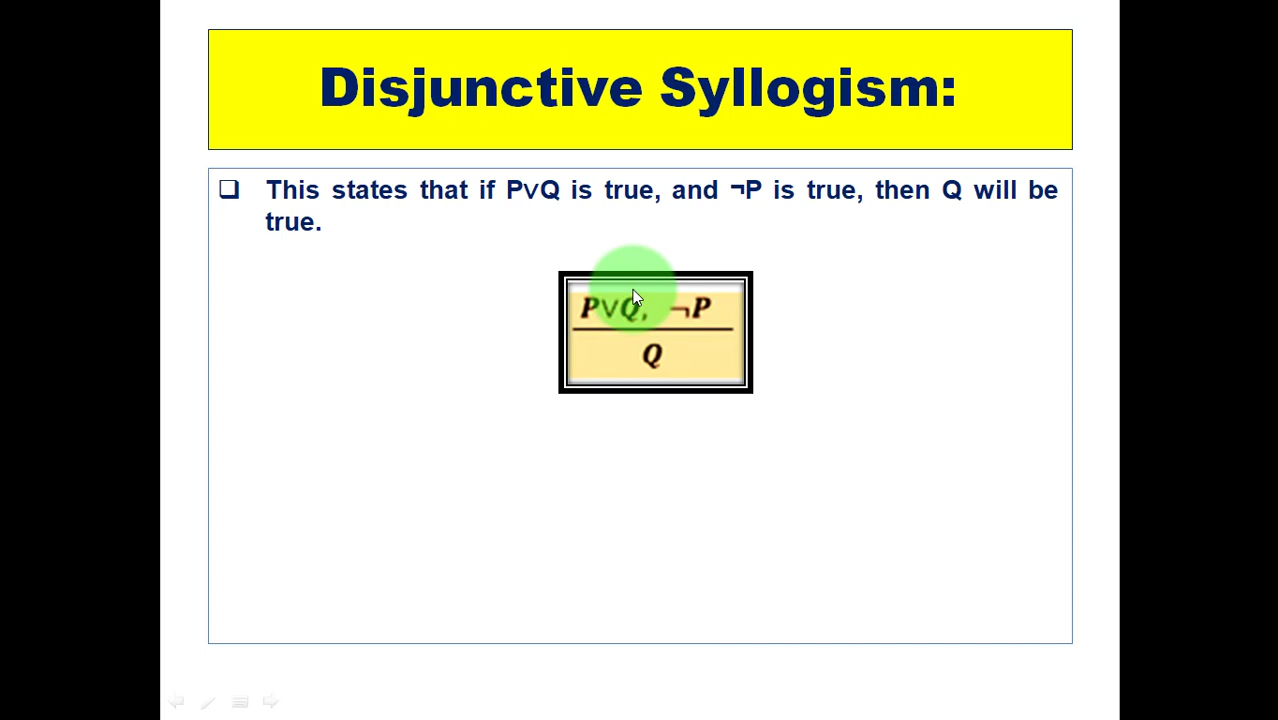 Disjunctive Syllogism:
❑ This states that if P∨Q is true, and ¬P is true, then Q will be
true.
P∨Q, ¬P
Q